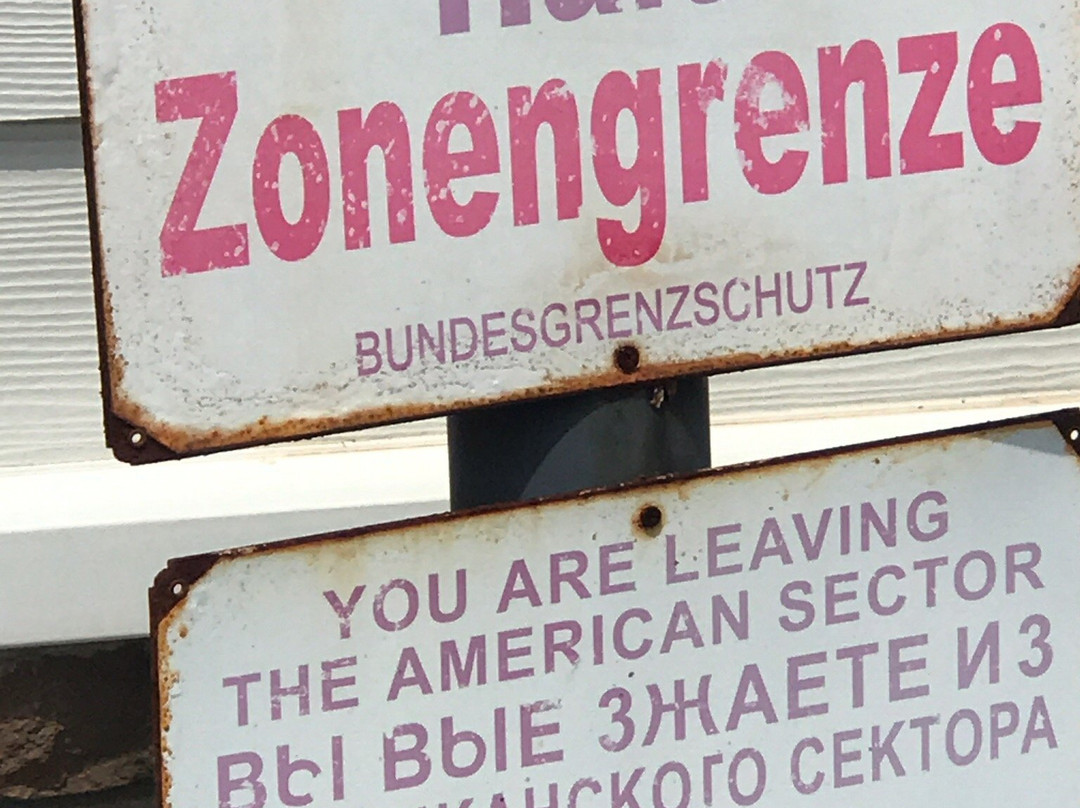 Zonengrenze
BUNDESGRENZSCHUTZ
YOU ARE LEAVING
THE AMERICAN SECTOR
ВЫ ВЫЕ ЗЖАЕТЕ ИЗ
СЕКТОРА